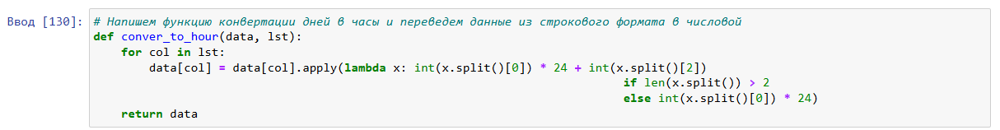 Ввод [130]: # Напишем функцию конвертации дней в часы и переведем данные из строкового формата в числовой
def conver_to_hour(data, lst):
    for col in lst:
        data[col] = data[col].apply(lambda x: int(x.split()[0]) * 24 + int(x.split()[2])
                                                                            if len(x.split()) > 2
                                                                            else int(x.split()[0]) * 24)
    return data